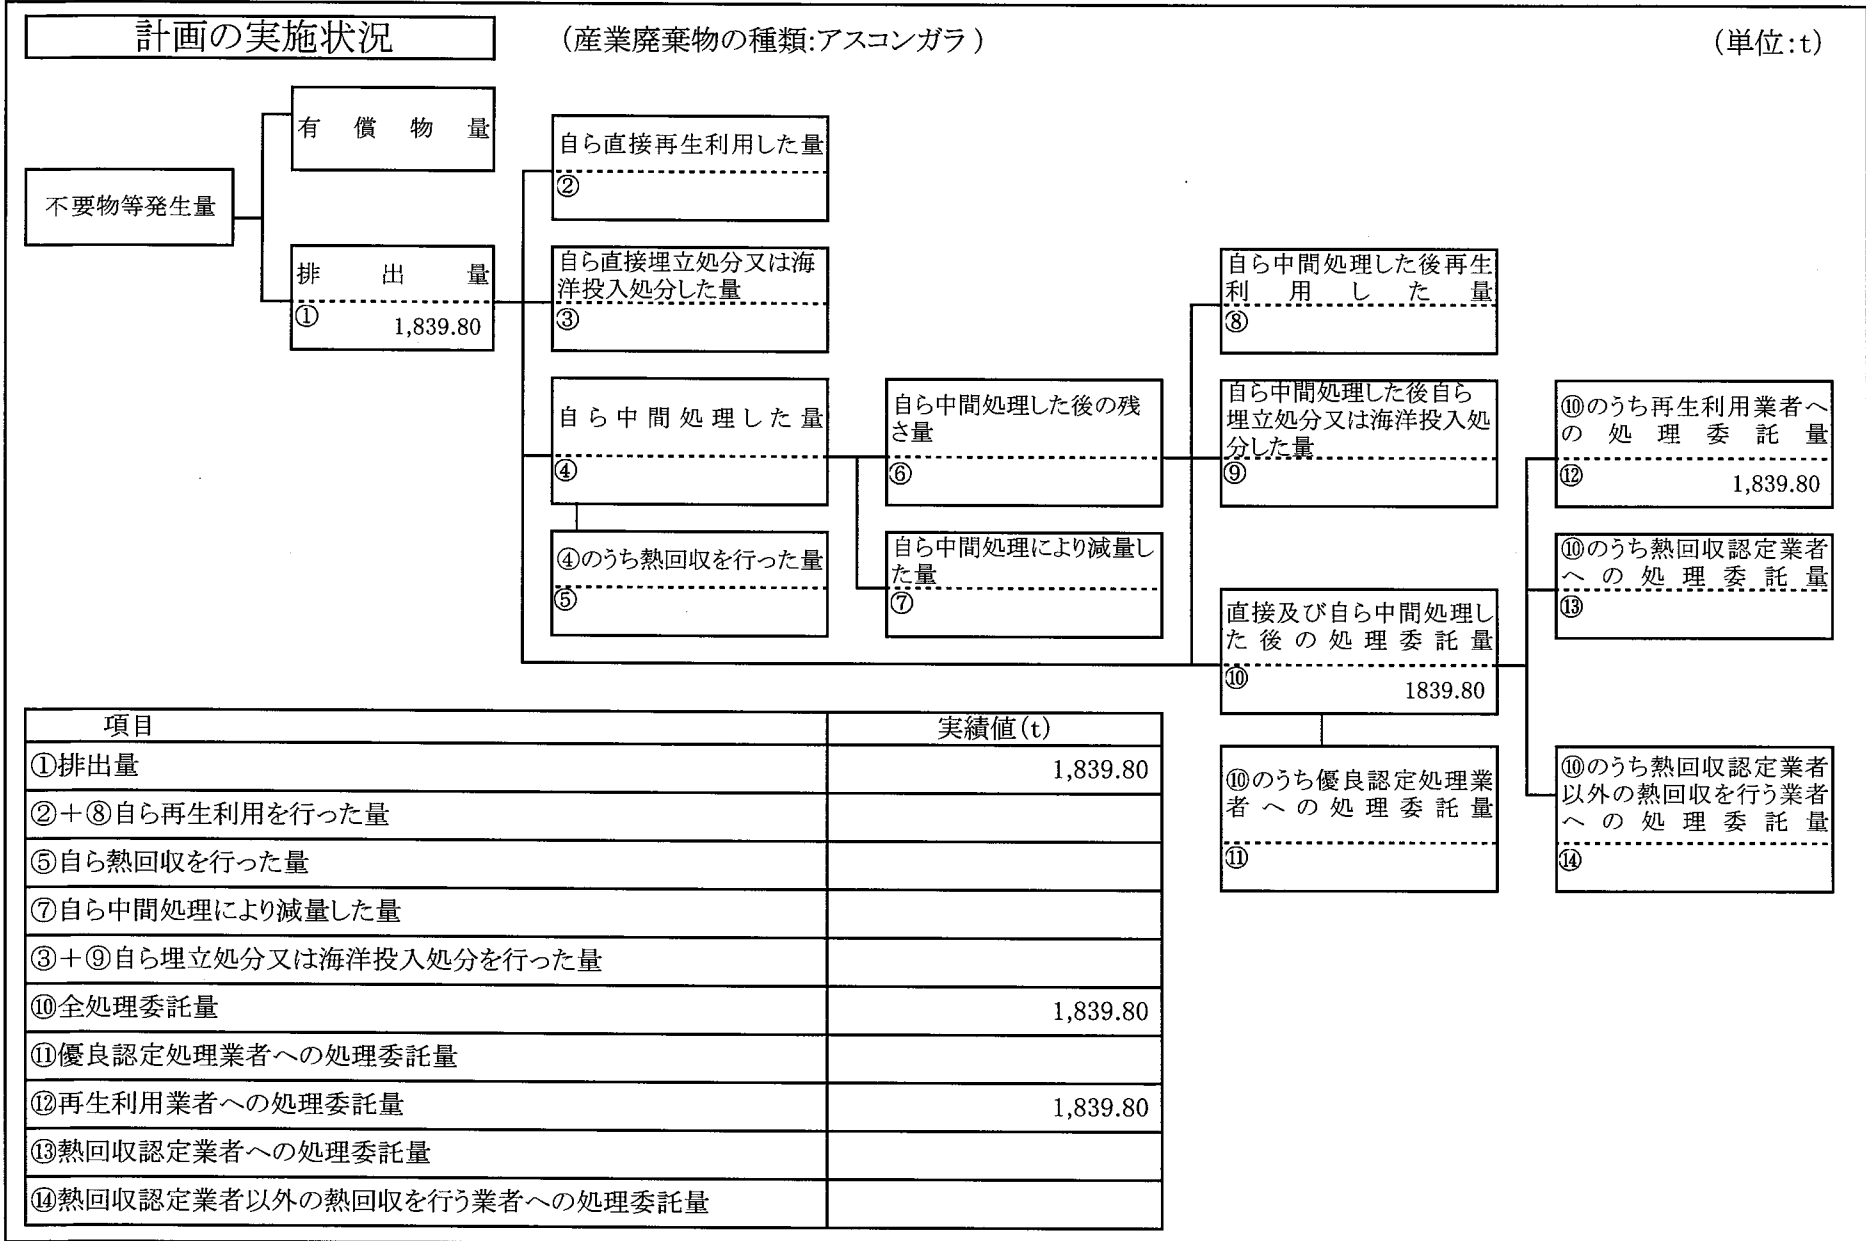 計画の実施状況
(産業廃棄物の種類:アスコンガラ)
(単位:t)
有償物量
不要物等発生量
排出量
①
1,839.80
自ら直接再生利用した量
②
自ら直接埋立処分又は海
洋投入処分した量
③
自ら中間処理した量
④
④のうち熱回収を行った量
⑤
自ら中間処理した後の残
さ量
⑥
自ら中間処理により減量し
た量
⑦
自ら中間処理した後再生
利用した量
⑧
自ら中間処理した後自ら
埋立処分又は海洋投入処
分した量
⑨
直接及び自ら中間処理し
た後の処理委託量
⑩
1839.80
⑩のうち優良認定処理業
者への処理委託量
⑪
⑩のうち再生利用業者へ
の処理委託量
⑫
1,839.80
⑩のうち熱回収認定業者
への処理委託量
⑬
⑩のうち熱回収認定業者
以外の熱回収を行う業者
への処理委託量
⑭
項目 実績値(t)
①排出量 1,839.80
②+⑧自ら再生利用を行った量
⑤自ら熱回収を行った量
⑦自ら中間処理により減量した量
③+⑨自ら埋立処分又は海洋投入処分を行った量
⑩全処理委託量 1,839.80
⑪優良認定処理業者への処理委託量
⑫再生利用業者への処理委託量 1,839.80
⑬熱回収認定業者への処理委託量
⑭熱回収認定業者以外の熱回収を行う業者への処理委託量